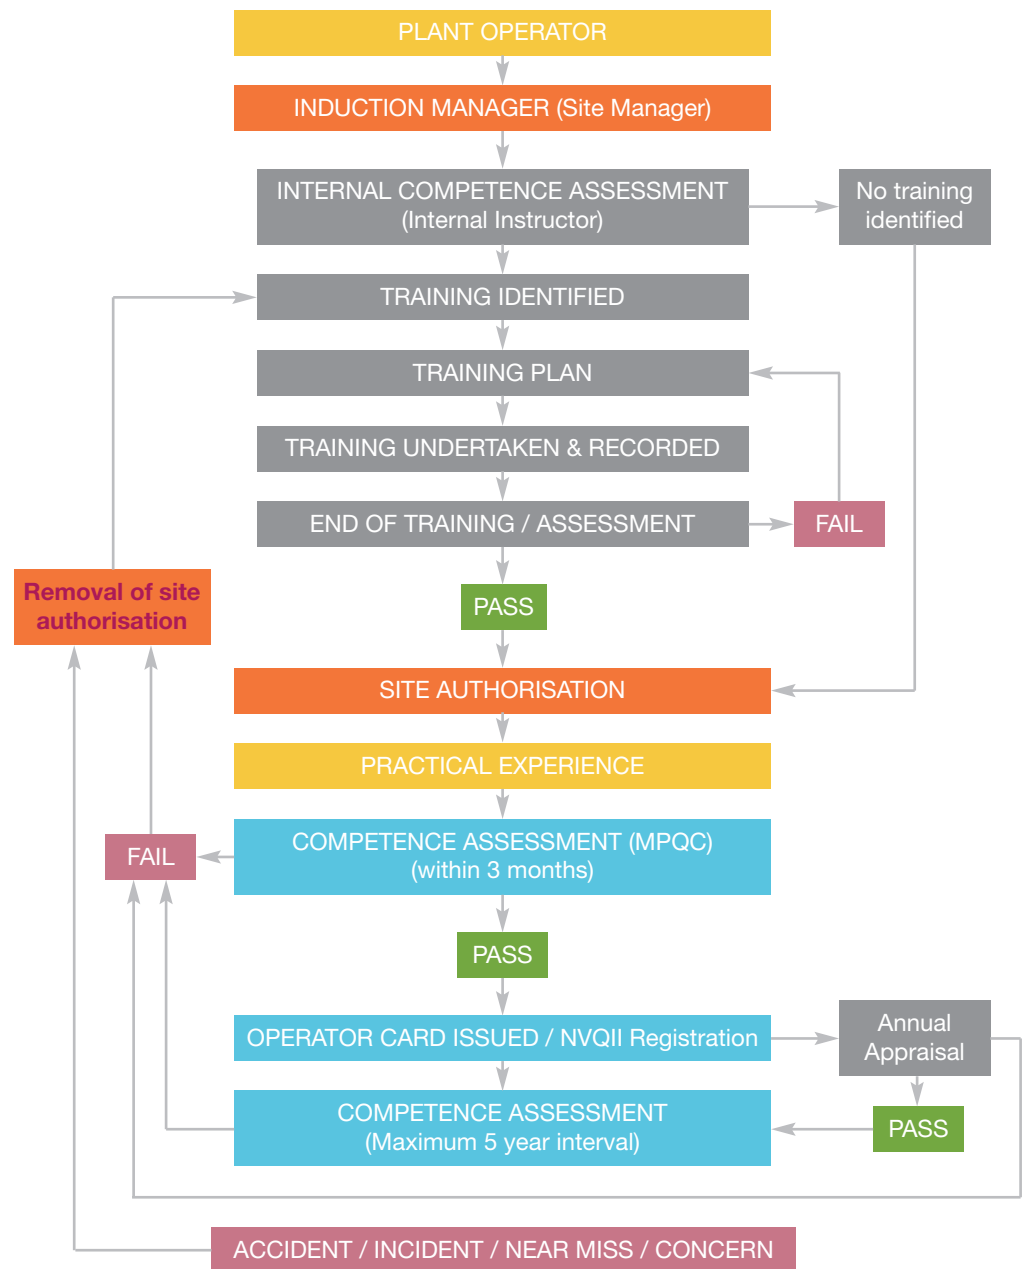 PLANT OPERATOR
INDUCTION MANAGER (Site Manager)
INTERNAL COMPETENCE ASSESSMENT
(Internal Instructor)
No training
identified
TRAINING IDENTIFIED
TRAINING PLAN
TRAINING UNDERTAKEN & RECORDED
END OF TRAINING / ASSESSMENT
FAIL
PASS
Removal of site
authorisation
SITE AUTHORISATION
PRACTICAL EXPERIENCE
COMPETENCE ASSESSMENT (MPQC)
(within 3 months)
FAIL
PASS
OPERATOR CARD ISSUED / NVQII Registration
Annual
Appraisal
COMPETENCE ASSESSMENT
(Maximum 5 year interval)
PASS
ACCIDENT / INCIDENT / NEAR MISS / CONCERN